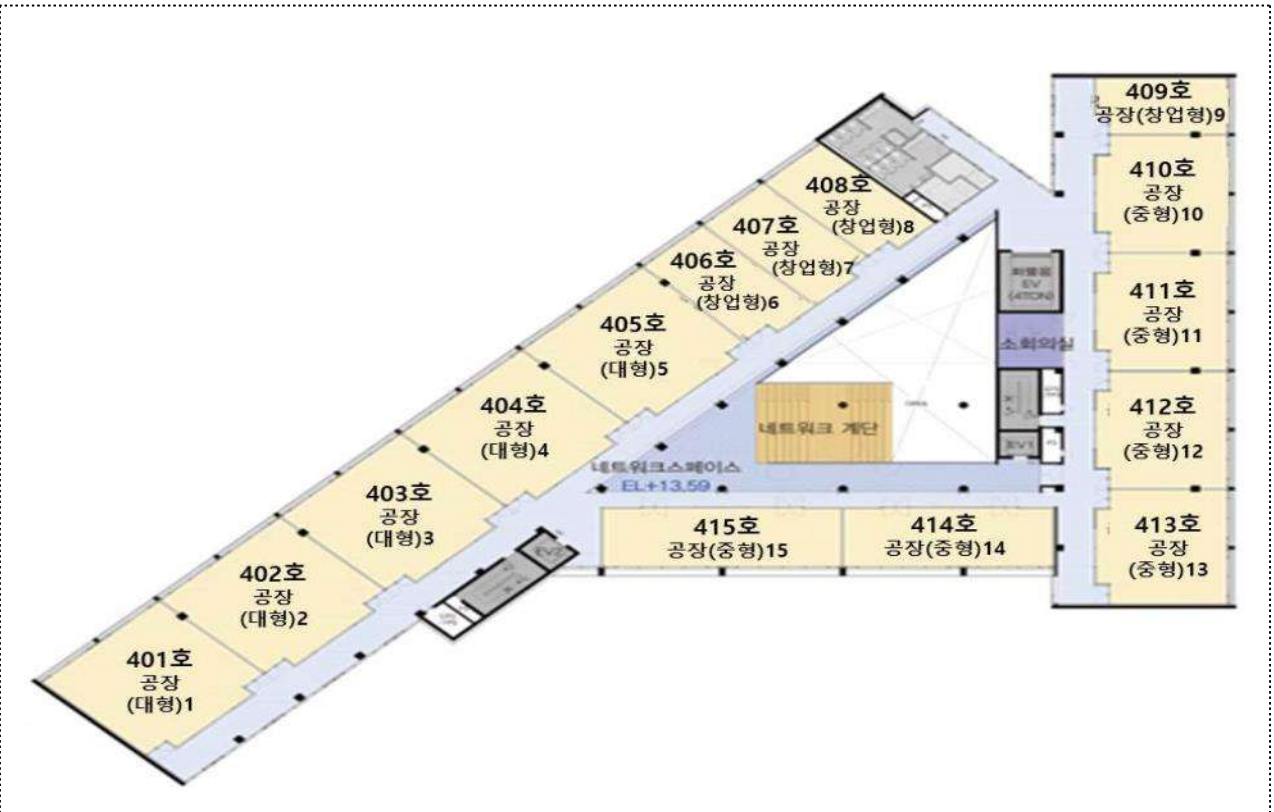 409호
공장(창업형)9
410호
공장
(중형)10
408호
공장
(창업형)8
407호
공장
(창업형)7
406호
공장
(창업형)6
화물용
EV
(4TON)
411호
공장
(중형)11
405호
공장
(대형)5
소회의실
404호
공장
(대형)4
OPEN
412호
공장
(중형)12
네트워크 계단
EV1
네트워크스페이스
EL+13.59
403호
공장
(대형)3
415호
공장(중형)15
414호
공장(중형)14
413호
공장
(중형)13
EV2
402호
공장
(대형)2
401호
공장
(대형)1